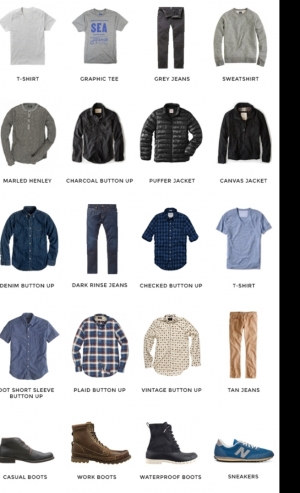 SEA
T-SHIRT GRAPHIC TEE GREY JEANS SWEATSHIRT
MARLED HENLEY CHARCOAL BUTTON UP PUFFER JACKET CANVAS JACKET
DENIM BUTTON UP DARK RINSE JEANS CHECKED BUTTON UP T-SHIRT
DOT SHORT SLEEVE PLAID BUTTON UP VINTAGE BUTTON UP TAN JEANS
BUTTON UP
CASUAL BOOTS WORK BOOTS WATERPROOF BOOTS SNEAKERS